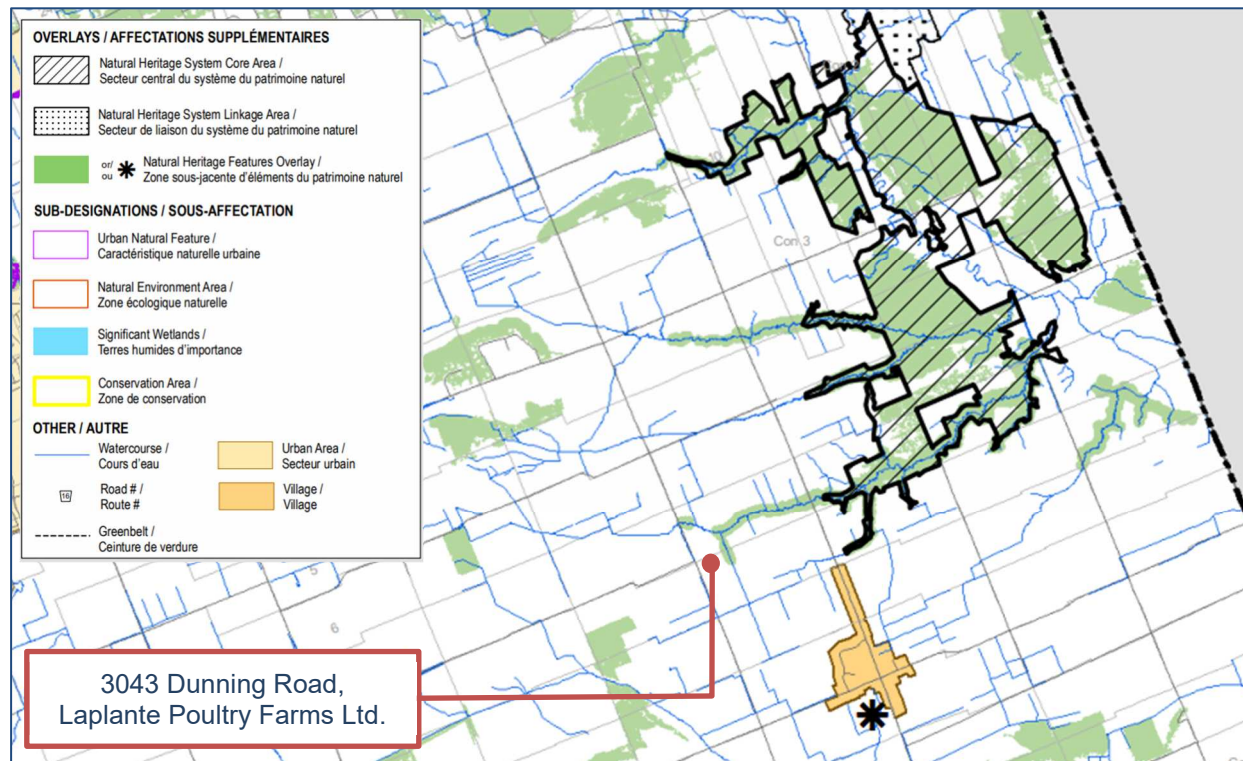 OVERLAYS / AFFECTATIONS SUPPLÉMENTAIRES
Natural Heritage System Core Area /
Secteur central du système du patrimoine naturel
Natural Heritage System Linkage Area /
Secteur de liaison du système du patrimoine naturel
or/
ou
Natural Heritage Features Overlay /
Zone sous-jacente d'éléments du patrimoine naturel
SUB-DESIGNATIONS / SOUS-AFFECTATION
Urban Natural Feature /
Caractéristique naturelle urbaine
Natural Environment Area /
Zone écologique naturelle
Significant Wetlands /
Terres humides d'importance
Conservation Area /
Zone de conservation
OTHER / AUTRE
Watercourse /
Cours d'eau
Urban Area /
Secteur urbain
16
Road # /
Route #
Village /
Village
Greenbelt /
Ceinture de verdure
10
Con 3
5
6
3043 Dunning Road,
Laplante Poultry Farms Ltd.